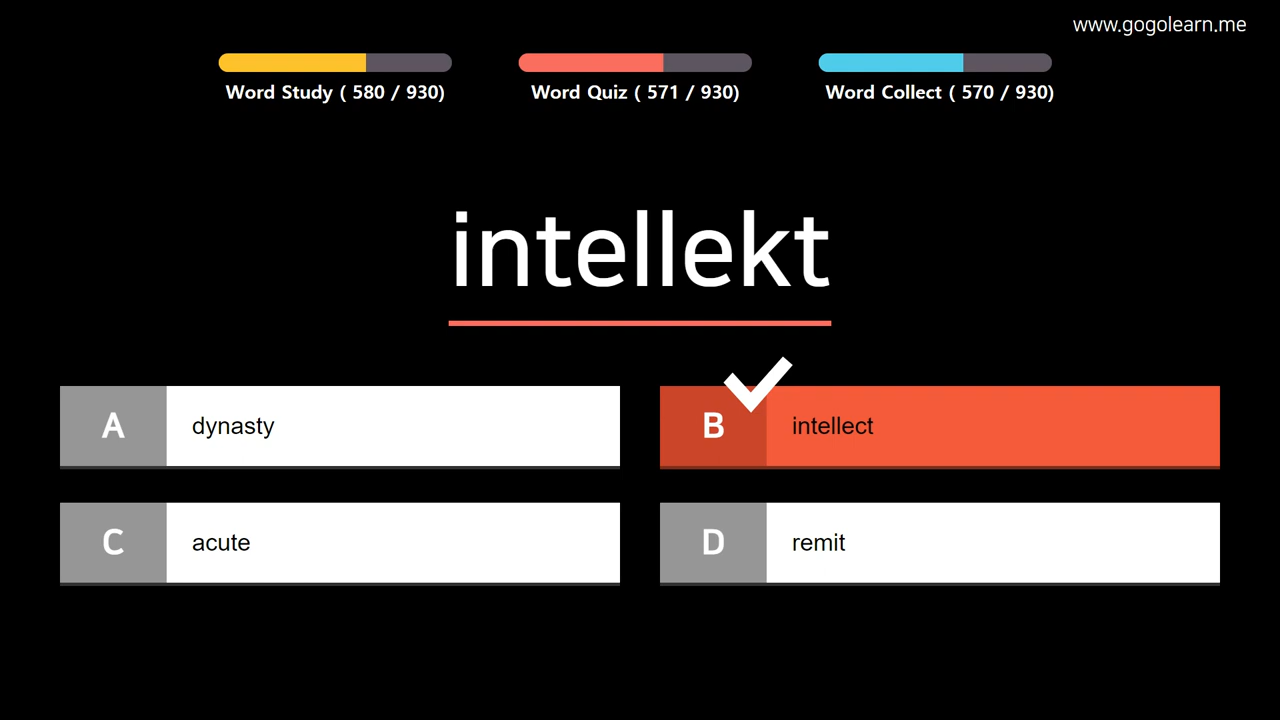 www.gogolearn.me
Word Study ( 580 / 930)
Word Quiz ( 571 / 930)
Word Collect ( 570 / 930)
intellekt
A dynasty
B intellect
C acute
D remit